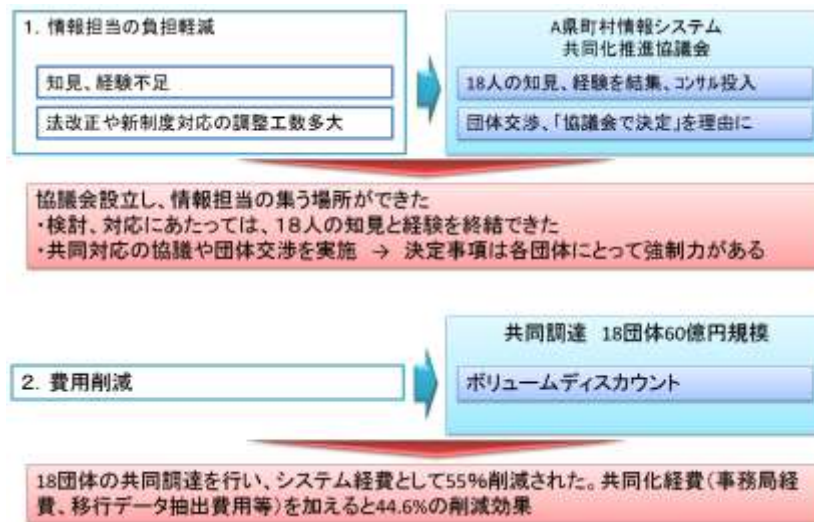 1. 情報担当の負担軽減
知見、経験不足
法改正や新制度対応の調整工数多大
A県町村情報システム
共同化推進協議会
18人の知見、経験を結集、コンサル投入
団体交渉、「協議会で決定」を理由に
協議会設立し、情報担当の集う場所ができた
・検討、対応にあたっては、18人の知見と経験を終結できた
・共同対応の協議や団体交渉を実施 → 決定事項は各団体にとって強制力がある
2. 費用削減
共同調達 18団体60億円規模
ボリュームディスカウント
18団体の共同調達を行い、システム経費として55%削減された。共同化経費(事務局経
費、移行データ抽出費用等)を加えると44.6%の削減効果